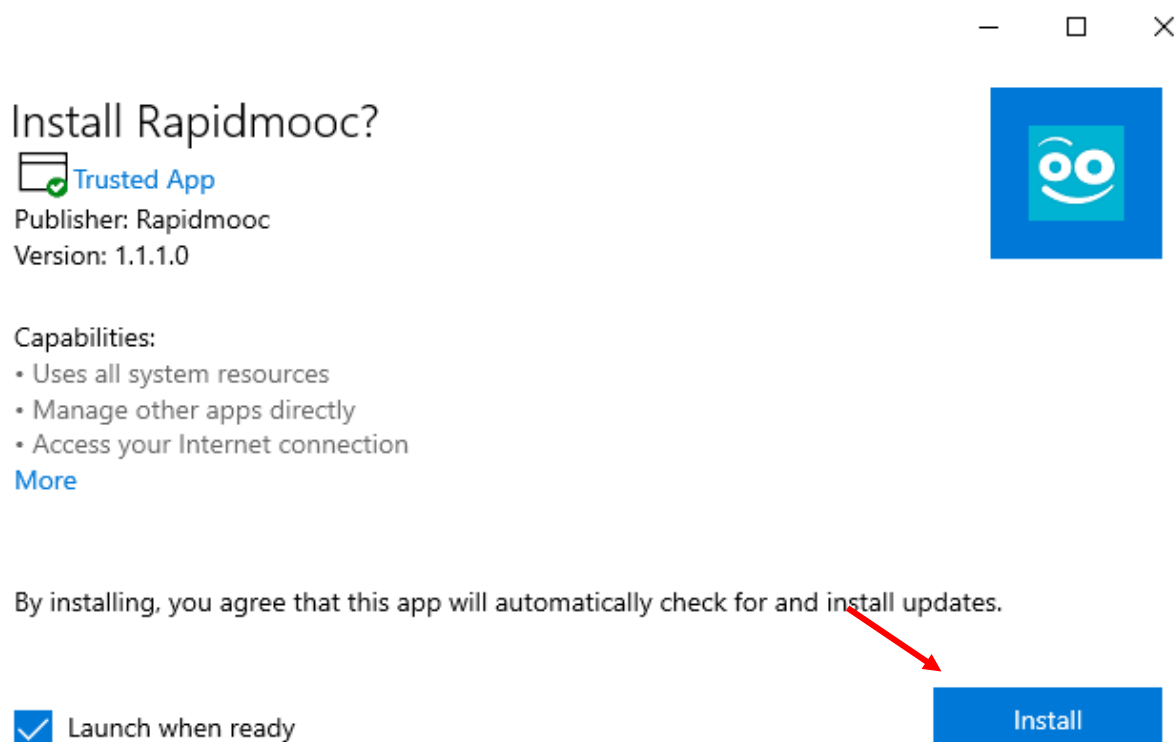 Install Rapidmooc?
Trusted App
Publisher: Rapidmooc
Version: 1.1.1.0
Capabilities:
• Uses all system resources
• Manage other apps directly
• Access your Internet connection
More
By installing, you agree that this app will automatically check for and install updates.
Launch when ready
Install